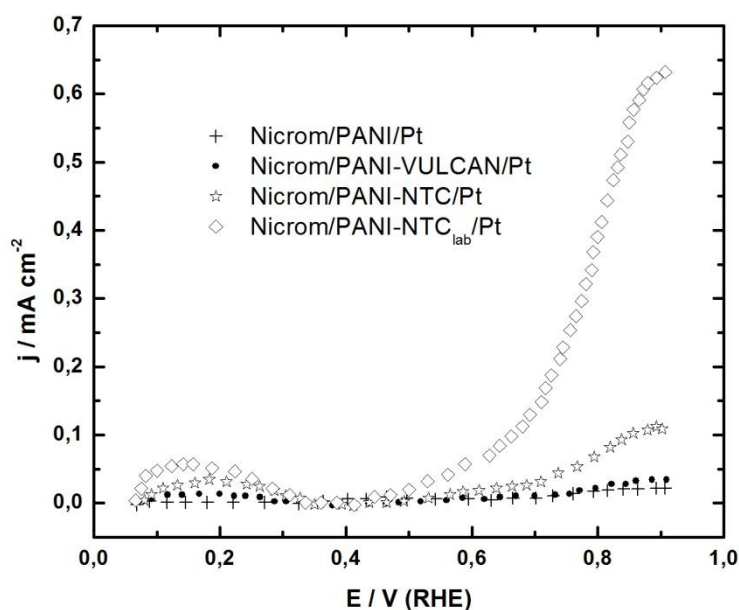 0,7
0,6
0,5
0,4
0,3
0,2
0,1
0,0
j / mA cm-2
Nicrom/PANI/Pt
Nicrom/PANI-VULCAN/Pt
Nicrom/PANI-NTC/Pt
Nicrom/PANI-NTClab/Pt
0,0 0,2 0,4 0,6 0,8 1,0
E / V (RHE)